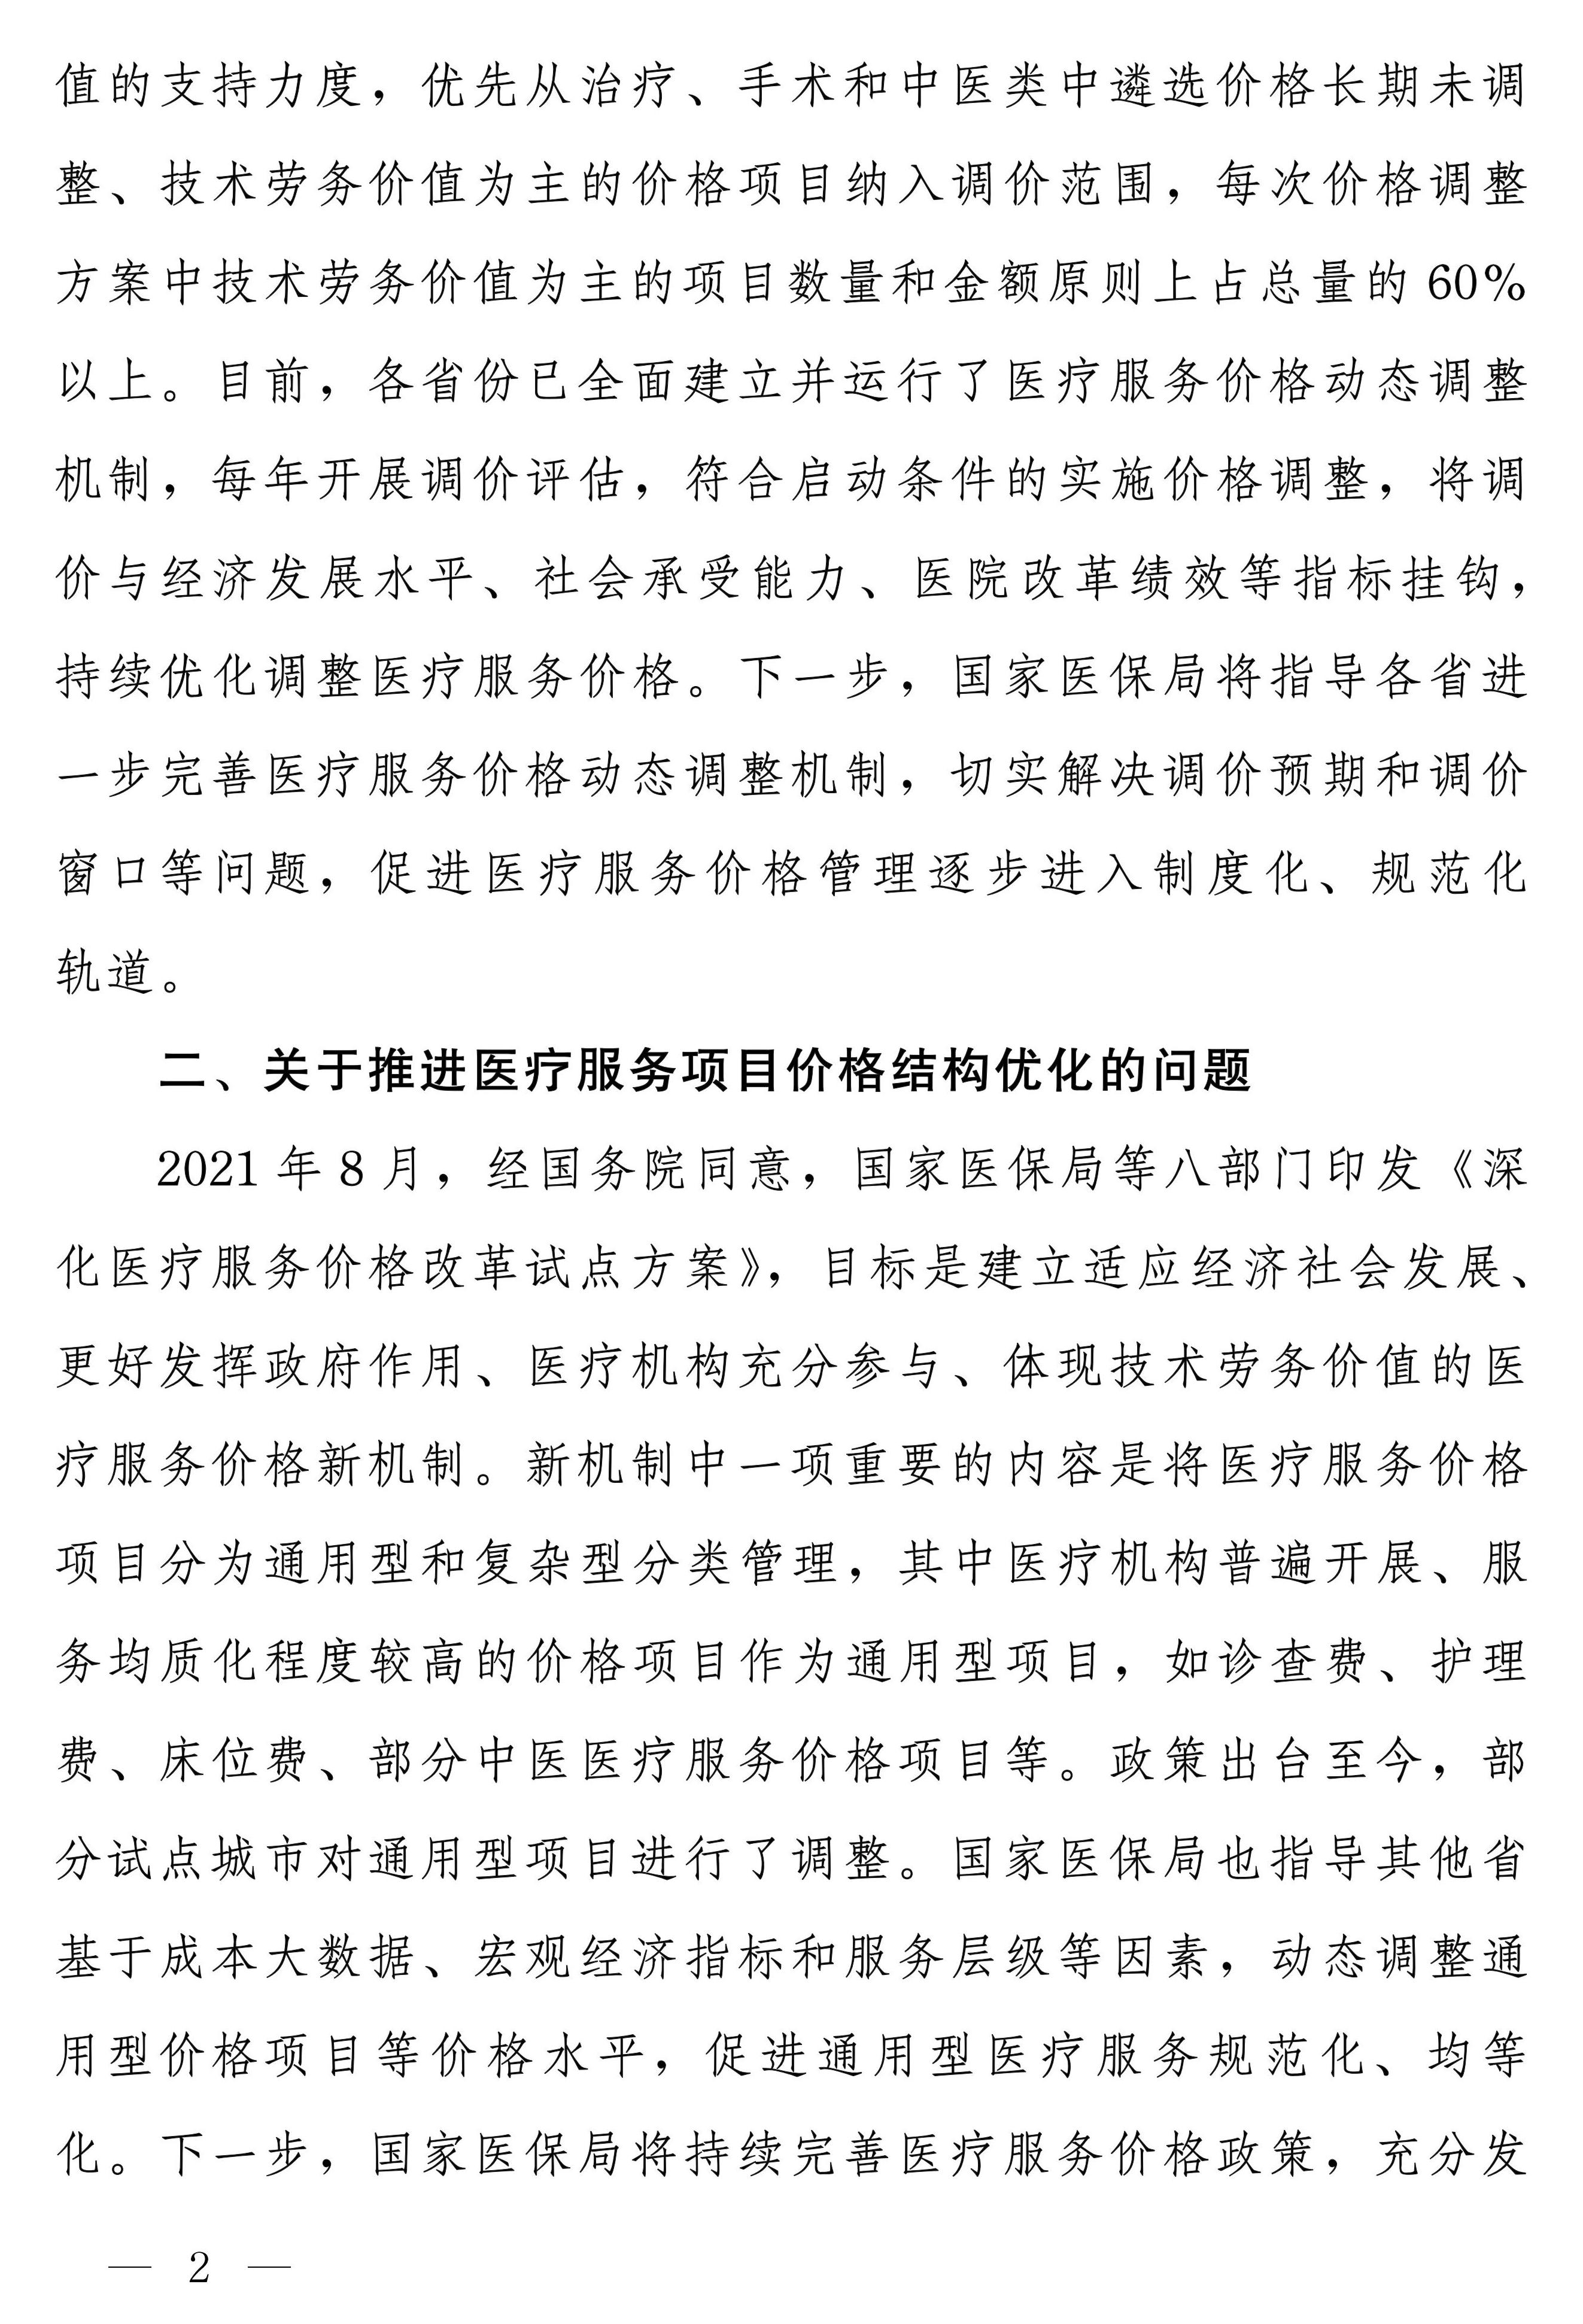 值的支持力度，优先从治疗、手术和中医类中遴选价格长期未调
整、技术劳务价值为主的价格项目纳入调价范围，每次价格调整
方案中技术劳务价值为主的项目数量和金额原则上占总量的 60%
以上。目前，各省份已全面建立并运行了医疗服务价格动态调整
机制，每年开展调价评估，符合启动条件的实施价格调整，将调
价与经济发展水平、社会承受能力、医院改革绩效等指标挂钩，
持续优化调整医疗服务价格。下一步，国家医保局将指导各省进
一步完善医疗服务价格动态调整机制，切实解决调价预期和调价
窗口等问题，促进医疗服务价格管理逐步进入制度化、规范化
轨道。
二、关于推进医疗服务项目价格结构优化的问题
2021 年 8 月，经国务院同意，国家医保局等八部门印发《深
化医疗服务价格改革试点方案》，目标是建立适应经济社会发展、
更好发挥政府作用、医疗机构充分参与、体现技术劳务价值的医
疗服务价格新机制。新机制中一项重要的内容是将医疗服务价格
项目分为通用型和复杂型分类管理，其中医疗机构普遍开展、服
务均质化程度较高的价格项目作为通用型项目，如诊查费、护理
费、床位费、部分中医医疗服务价格项目等。政策出台至今，部
分试点城市对通用型项目进行了调整。国家医保局也指导其他省
基于成本大数据、宏观经济指标和服务层级等因素，动态调整通
用型价格项目等价格水平，促进通用型医疗服务规范化、均等
化。下一步，国家医保局将持续完善医疗服务价格政策，充分发
— 2 —